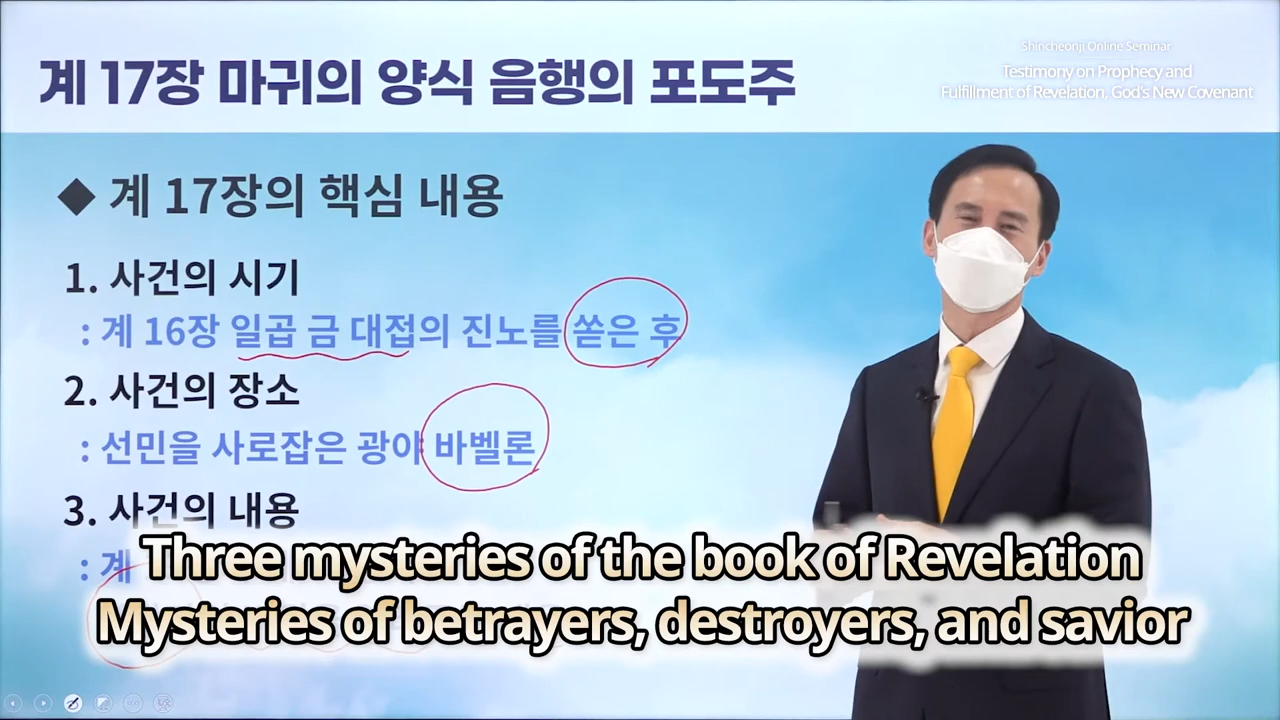 계 17장 마귀의 양식 음행의 포도주
Shincheonji Online Seminar
Testimony on Prophecy and
Fulfillment of Revelation, God's New Covenant
◆ 계 17장의 핵심 내용
1. 사건의 시기
: 계 16장 일곱 금 대접의 진노를 쏟은 후
2. 사건의 장소
: 선민을 사로잡은 광야 바벨론
3. 사건의 내용
: 계
Three mysteries of the book of Revelation
Mysteries of betrayers, destroyers, and savior